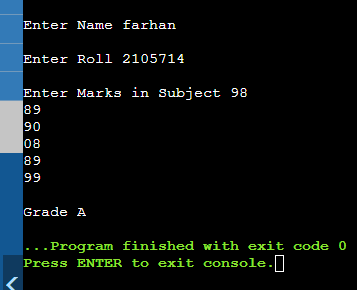 Enter Name farhan
Enter Roll 2105714
Enter Marks in Subject 98
89
90
08
89
99
Grade A
...Program finished with exit code 0
Press ENTER to exit console.